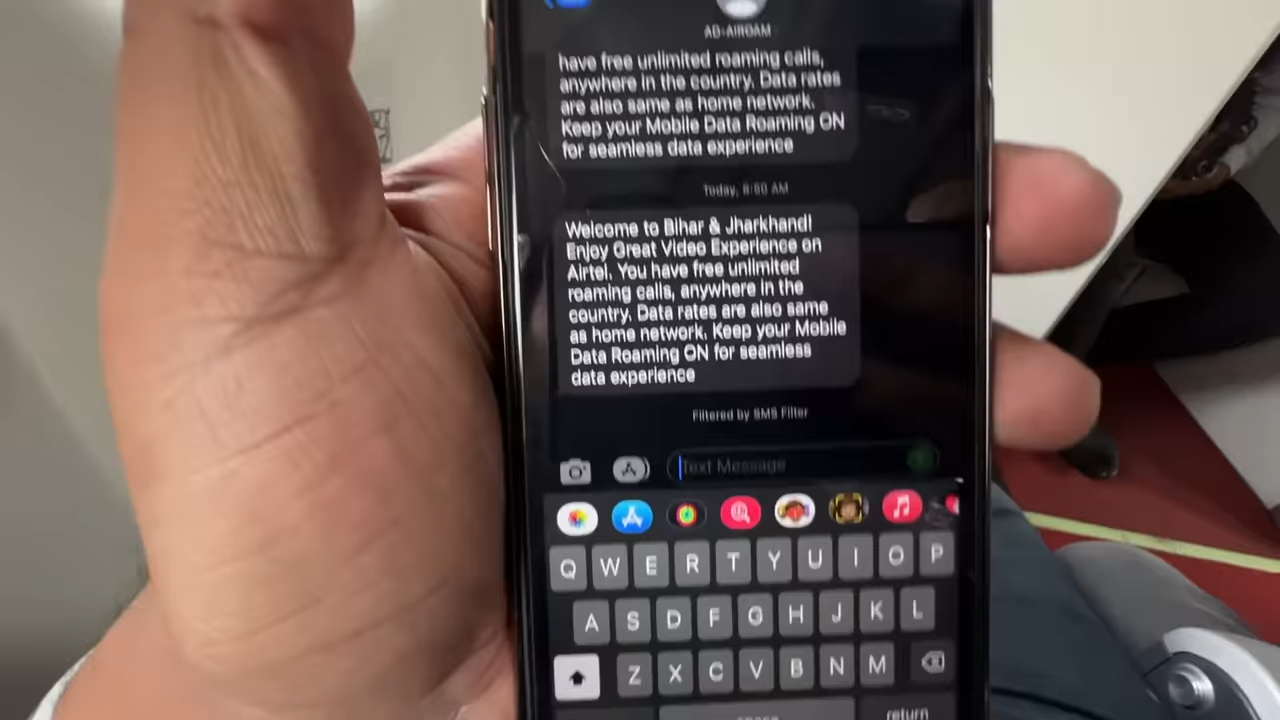 AD-AIROAM
have free unlimited roaming calls,
anywhere in the country. Data rates
are also same as home network.
Keep your Mobile Data Roaming ON
for seamless data experience
Today, 8:50 AM
Welcome to Bihar & Jharkhand!
Enjoy Great Video Experience on
Airtel. You have free unlimited
roaming calls, anywhere in the
country. Data rates are also same
as home network. Keep your Mobile
Data Roaming ON for seamless
data experience
Filtered by SMS Filter
Text Message
Q W E R T Y U I O P
A S D F G H J K L
Z X C V B N M
space return